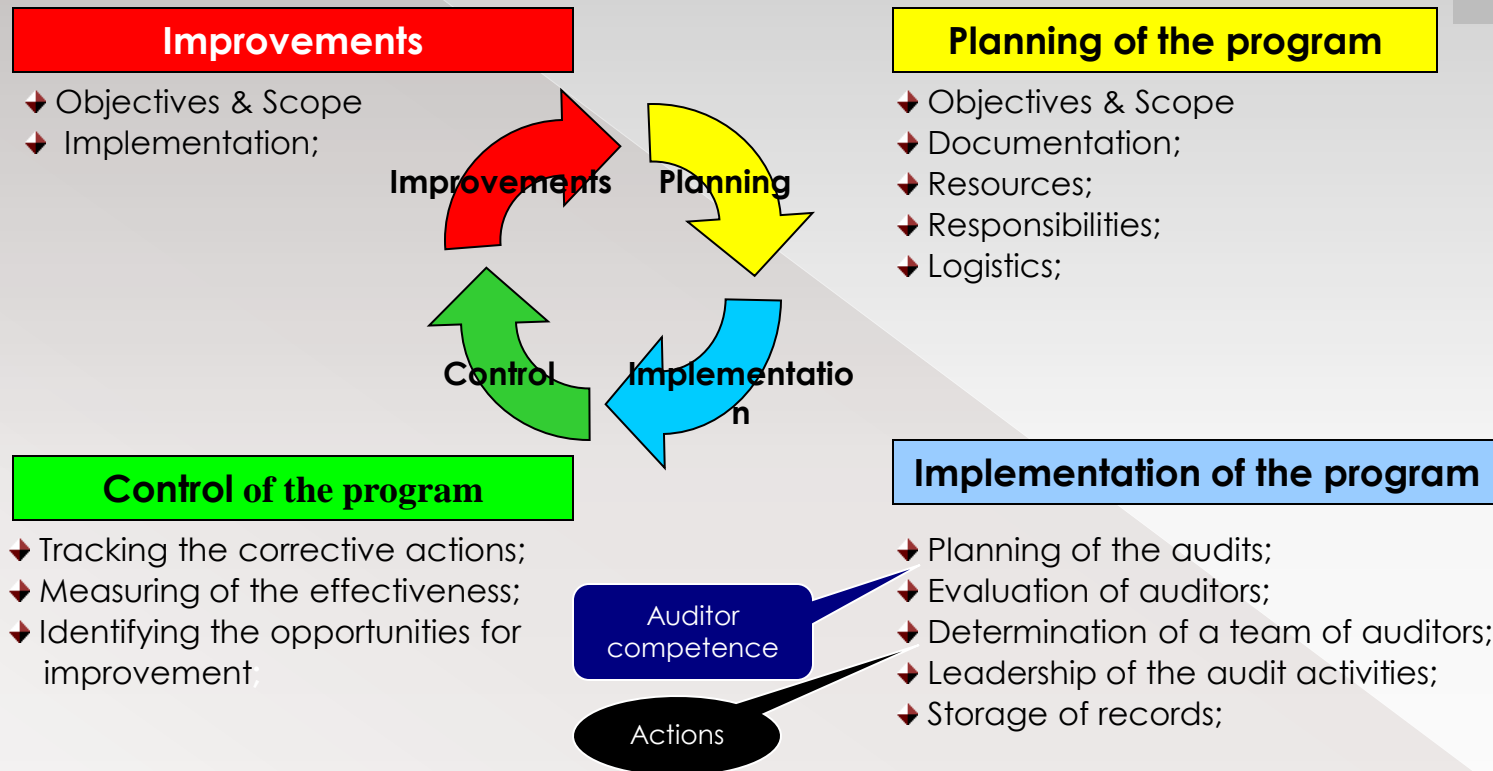 Improvements
Objectives & Scope
Implementation;
Planning of the program
Objectives & Scope
Documentation;
Resources;
Responsibilities;
Logistics;
Improvements
Planning
Control
Implementatio
n
Control of the program
Tracking the corrective actions;
Measuring of the effectiveness;
Identifying the opportunities for
improvement;
Auditor
competence
Actions
Implementation of the program
Planning of the audits;
Evaluation of auditors;
Determination of a team of auditors;
Leadership of the audit activities;
Storage of records;